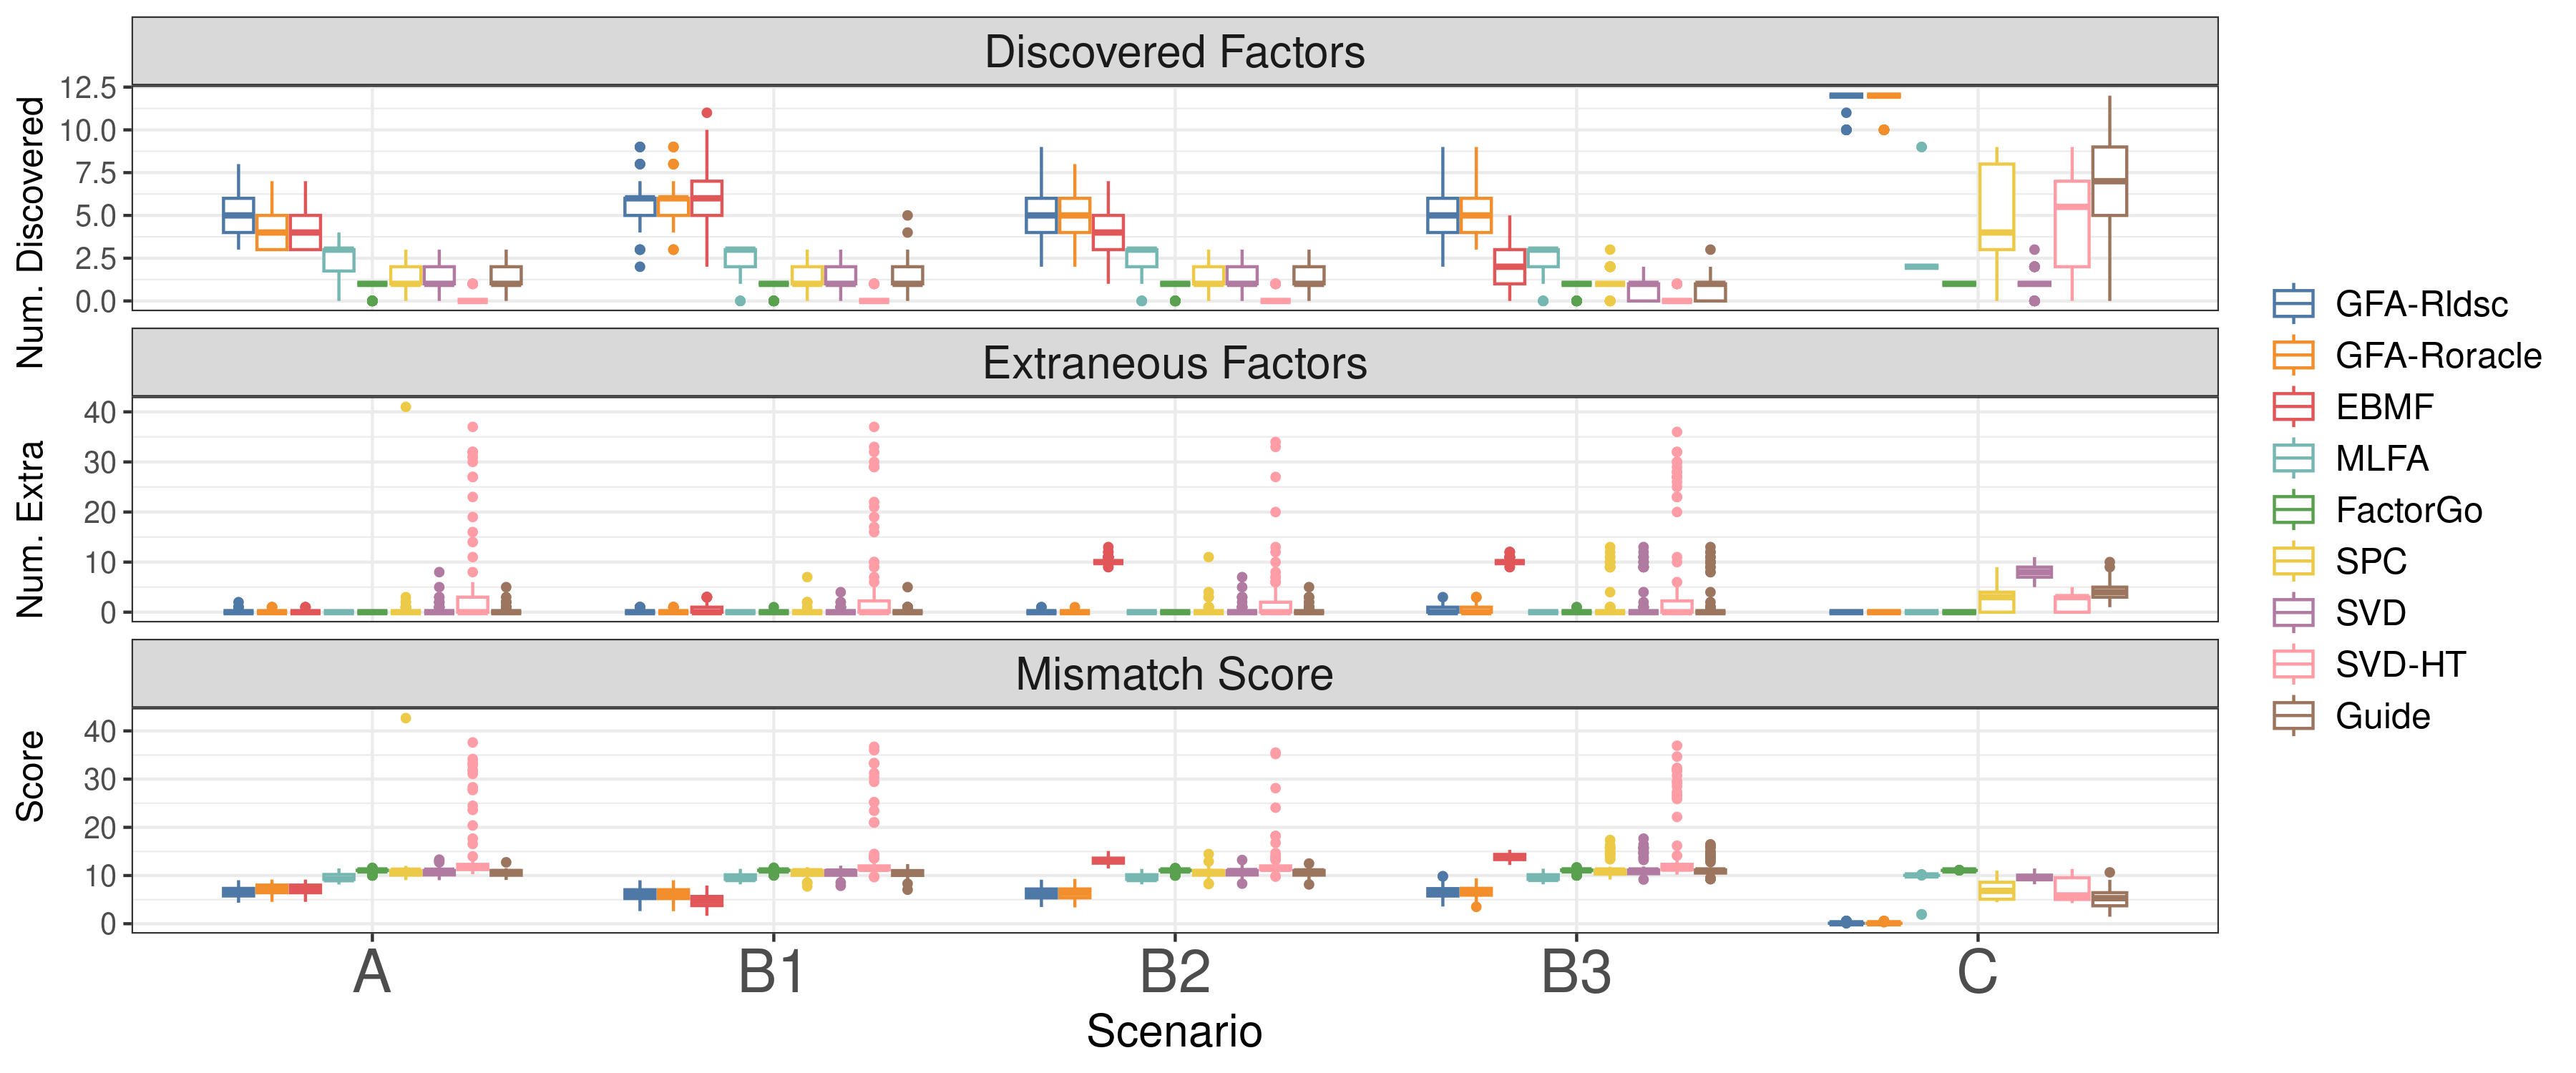 Discovered Factors
Num. Discovered
12.5
10.0
7.5
5.0
2.5
0.0
Extraneous Factors
Num. Extra
40
30
20
10
0
Mismatch Score
Score
40
30
20
10
0
A
B1
B2
B3
C
Scenario
GFA-Rldsc
GFA-Roracle
EBMF
MLFA
FactorGo
SPC
SVD
SVD-HT
Guide